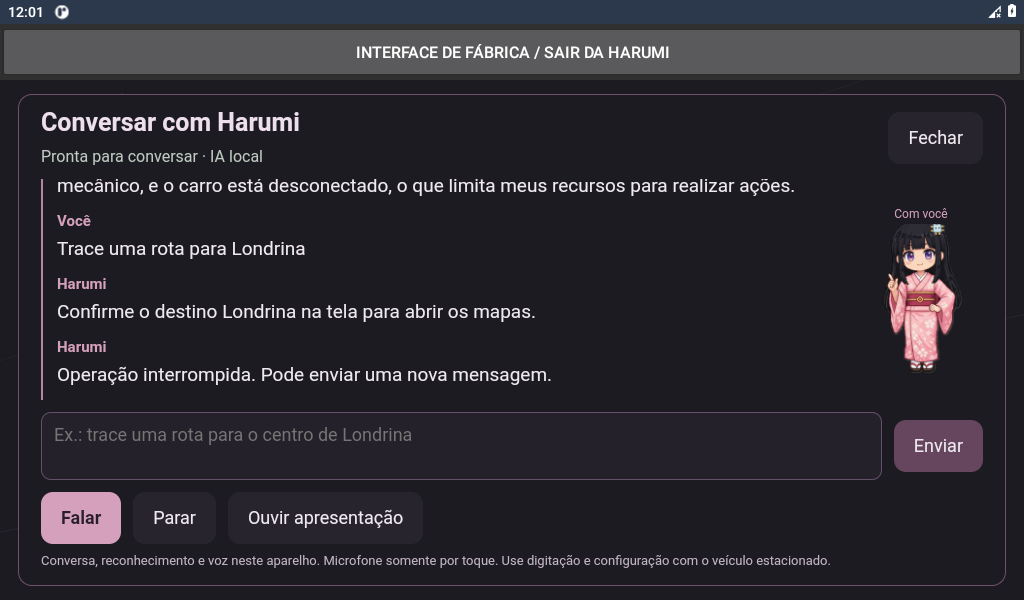 12:01
INTERFACE DE FÁBRICA / SAIR DA HARUMI
Conversar com Harumi
Fechar
Pronta para conversar · IA local
mecânico, e o carro está desconectado, o que limita meus recursos para realizar ações.
Com você
Você
Trace uma rota para Londrina
Harumi
Confirme o destino Londrina na tela para abrir os mapas.
Harumi
Operação interrompida. Pode enviar uma nova mensagem.
Ex.: trace uma rota para o centro de Londrina
Enviar
Falar
Parar
Ouvir apresentação
Conversa, reconhecimento e voz neste aparelho. Microfone somente por toque. Use digitação e configuração com o veículo estacionado.